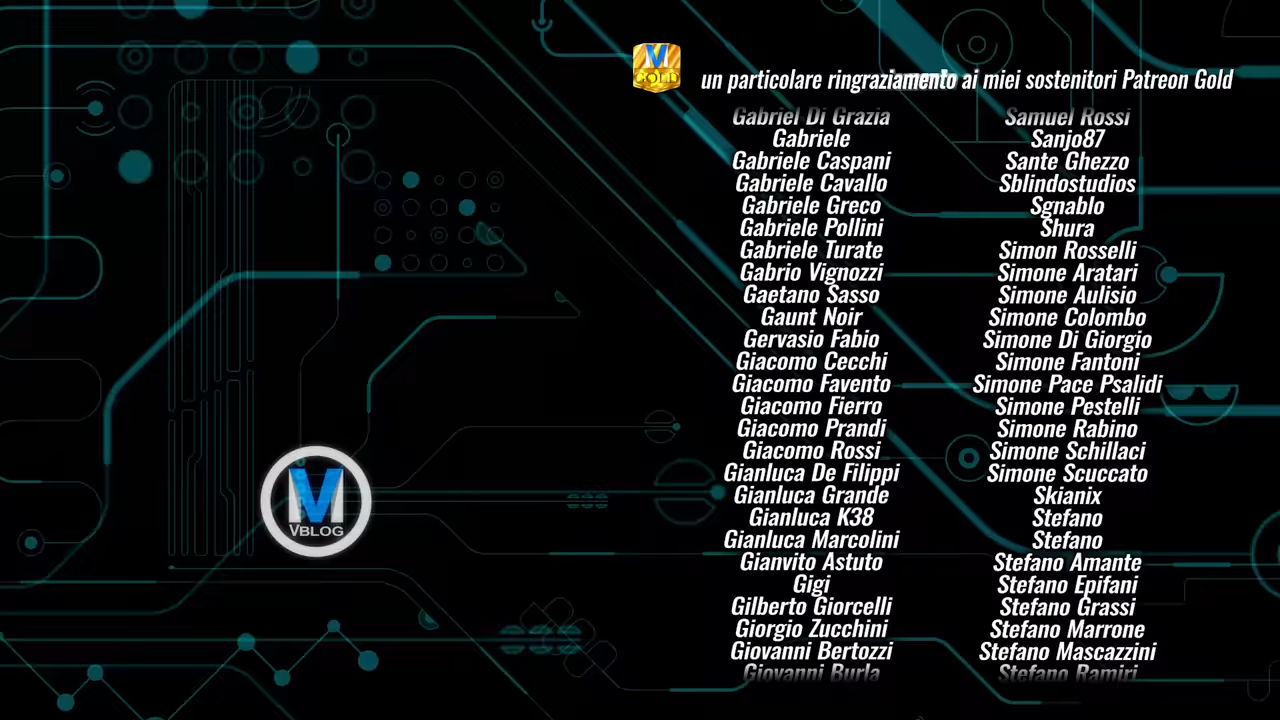 GOLD
un particolare ringraziamento ai miei sostenitori Patreon Gold
Gabriel Di Grazia
Gabriele
Gabriele Caspani
Gabriele Cavallo
Gabriele Greco
Gabriele Pollini
Gabriele Turate
Gabrio Vignozzi
Gaetano Sasso
Gaunt Noir
Gervasio Fabio
Giacomo Cecchi
Giacomo Favento
Giacomo Fierro
Giacomo Prandi
Giacomo Rossi
Gianluca De Filippi
Gianluca Grande
Gianluca K38
Gianluca Marcolini
Gianvito Astuto
Gigi
Gilberto Giorcelli
Giorgio Zucchini
Giovanni Bertozzi
Giovanni Burla
Samuel Rossi
Sanjo87
Sante Ghezzo
Sblindostudios
Sgnablo
Shura
Simon Rosselli
Simone Aratari
Simone Aulisio
Simone Colombo
Simone Di Giorgio
Simone Fantoni
Simone Pace Psalidi
Simone Pestelli
Simone Rabino
Simone Schillaci
Simone Scuccato
Skianix
Stefano
Stefano
Stefano Amante
Stefano Epifani
Stefano Grassi
Stefano Marrone
Stefano Mascazzini
Stefano Ramiri
VBLOG